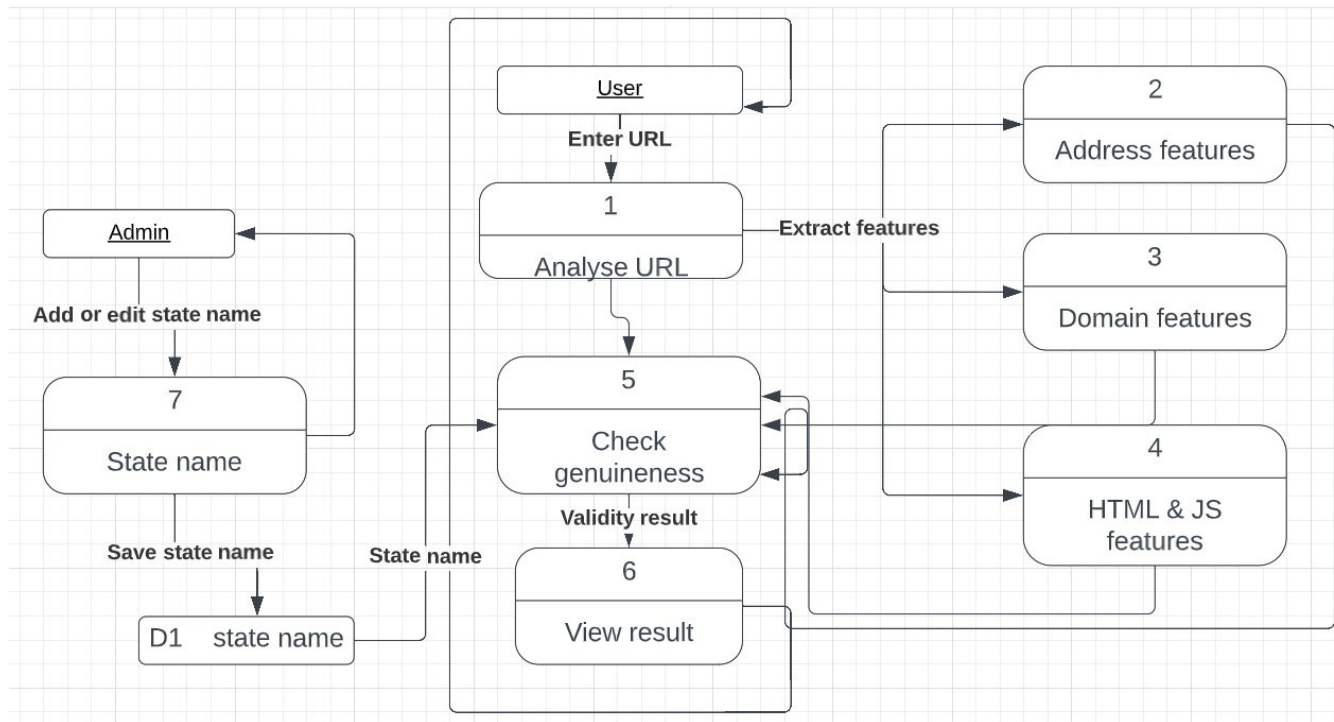 User
Enter URL
1
Analyse URL
Extract features
2
Address features
3
Domain features
4
HTML & JS
features
Admin
Add or edit state name
7
State name
Save state name
D1 state name
State name
5
Check
genuineness
Validity result
6
View result